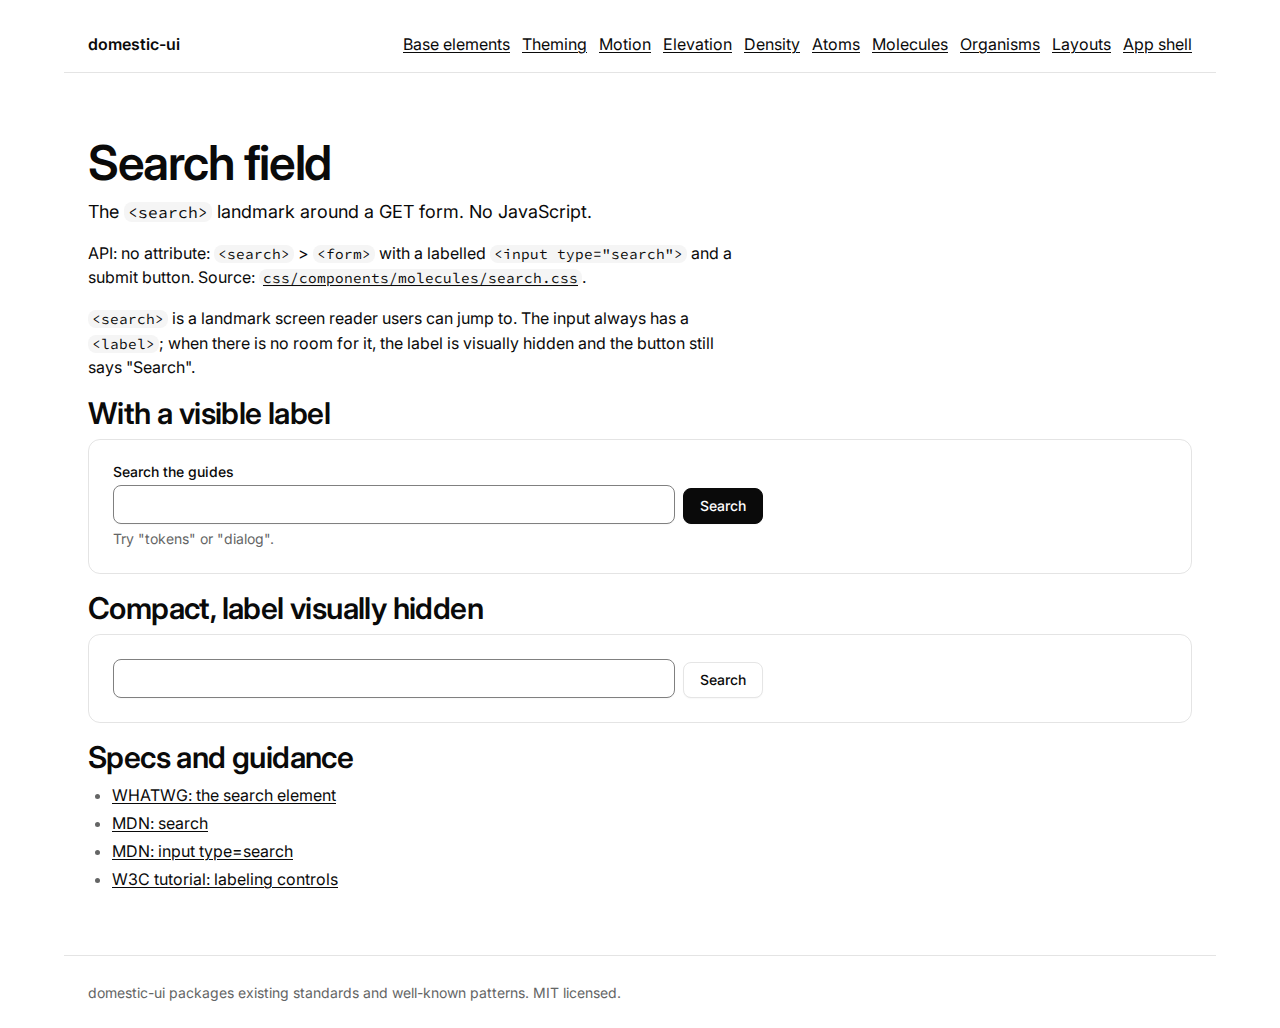 domestic-ui
Base elements Theming Motion Elevation Density Atoms Molecules Organisms Layouts App shell
Search field
The <search> landmark around a GET form. No JavaScript.
API: no attribute: <search> > <form> with a labelled <input type="search"> and a
submit button. Source: css/components/molecules/search.css.
<search> is a landmark screen reader users can jump to. The input always has a
<label>; when there is no room for it, the label is visually hidden and the button still
says "Search".
With a visible label
Search the guides
Search
Try "tokens" or "dialog".
Compact, label visually hidden
Search
Specs and guidance
WHATWG: the search element
MDN: search
MDN: input type=search
W3C tutorial: labeling controls
domestic-ui packages existing standards and well-known patterns. MIT licensed.